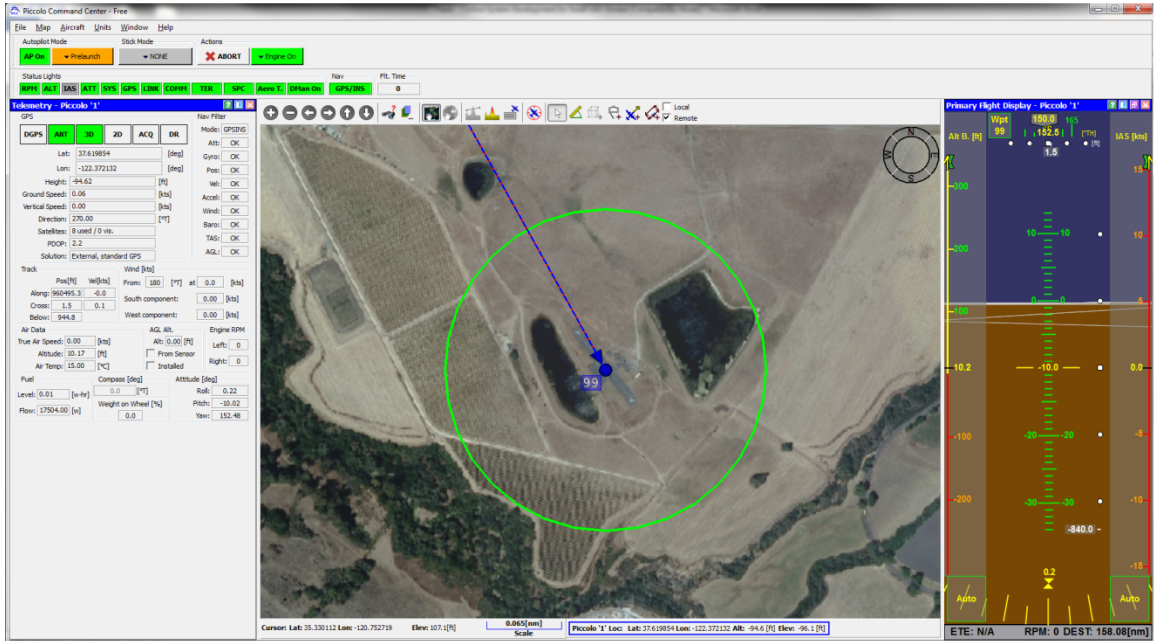 Piccolo Command Center - Free
File Map Aircraft Units Window Help
Autopilot Mode Stick Mode Actions
AP On Prelaunch NONE ABORT Engine On
Status Lights Nav Flt. Time
RPM ALT IAS ATT SYS GPS LINK COMM TER SPC Aero T. DMan On GPS/INS 0
Telemetry - Piccolo '1'
GPS Nav Filter
DGPS ANT 3D 2D ACQ DR
Mode: GPSINS
Att: OK
Lat: 37.619854 [deg]
Gyro: OK
Lon: -122.372132 [deg]
Pos: OK
Height: -94.62 [ft]
Vel: OK
Ground Speed: 0.06 [kts]
Accel: OK
Vertical Speed: 0.00 [kts]
Wind: OK
Direction: 270.00 [°T]
Baro: OK
Satellites: 8 used / 0 vis.
TAS: OK
PDOP: 2.2
AGL: OK
Solution: External, standard GPS
Track Wind [kts]
Pos[ft] Vel[kts] From: 180 [°T] at 0.0 [kts]
Along: 960495.3 -0.0
South component: 0.00 [kts]
Cross: 1.5 0.1
West component: 0.00 [kts]
Below: 944.8
Air Data AGL Alt. Engine RPM
True Air Speed: 0.00 [kts] Alt: 0.00 [ft] Left: 0
Altitude: 10.17 [ft] From Sensor
Air Temp: 15.00 [°C] Installed Right: 0
Fuel Compass [deg] Attitude [deg]
Level: 0.01 [w-hr] 0.0 [°T] Roll: 0.22
Flow: 17504.00 [w] Weight on Wheel [%] Pitch: -10.02
0.0 Yaw: 152.48
Local
Remote
N
W E
S
99
Cursor: Lat: 35.330112 Lon: -120.752719 Elev: 107.1[ft]
0.065[nm]
Scale
Piccolo '1' Loc: Lat: 37.619854 Lon: -122.372132 Alt: -94.6 [ft] Elev: -96.1 [ft]
Primary Flight Display - Piccolo '1'
Wpt 150.0 165
Alt B. [ft] 99 152.5 [°TH] IAS [kts]
[ft]
1.5
15
300
10 10 10
200
0 0 5
100
10.2 -10.0 0.0
-100 -20 -20 -5
-200 -30 -30 -10
-840.0
-15
0.2
Auto Auto
ETE: N/A RPM: 0 DEST: 158.08[nm]